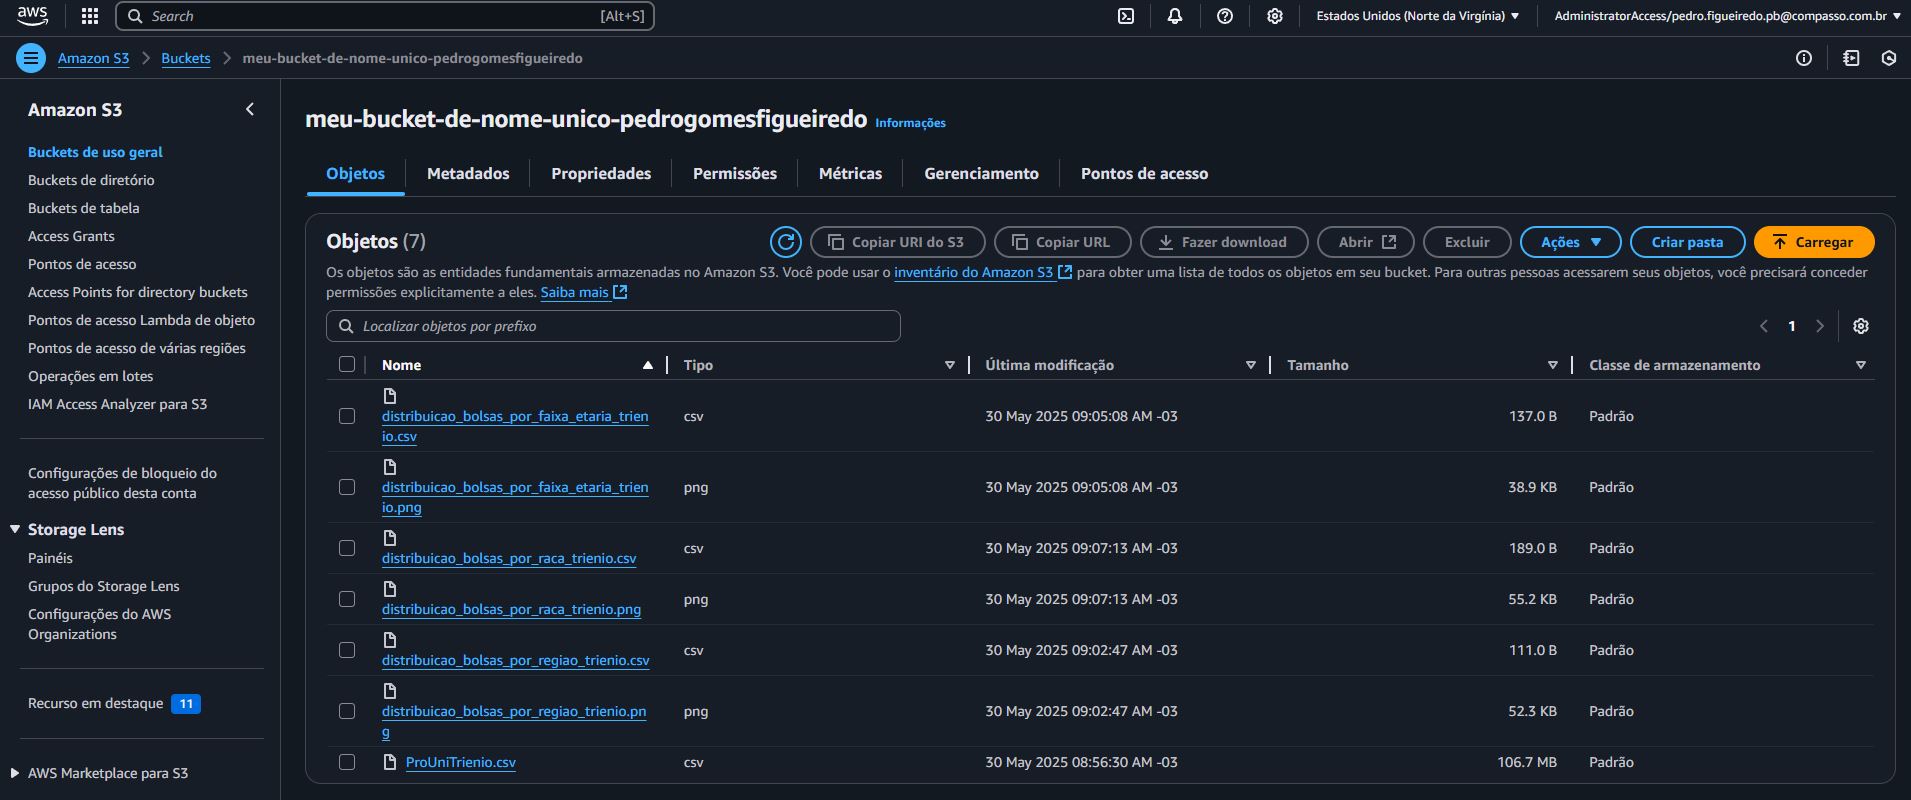 aws
Search
[Alt+S]
Estados Unidos (Norte da Virgínia)
AdministratorAccess/pedro.figueiredo.pb@compasso.com.br
Amazon S3
Buckets
meu-bucket-de-nome-unico-pedrogomesfigueiredo
Amazon S3
Buckets de uso geral
Buckets de diretório
Buckets de tabela
Access Grants
Pontos de acesso
Access Points for directory buckets
Pontos de acesso Lambda de objeto
Pontos de acesso de várias regiões
Operações em lotes
IAM Access Analyzer para S3
Configurações de bloqueio do
acesso público desta conta
Storage Lens
Painéis
Grupos do Storage Lens
Configurações do AWS
Organizations
Recurso em destaque 11
AWS Marketplace para S3
meu-bucket-de-nome-unico-pedrogomesfigueiredo Informações
Objetos Metadados Propriedades Permissões Métricas Gerenciamento Pontos de acesso
Objetos (7)
Copiar URI do S3 Copiar URL Fazer download Abrir Excluir Ações Criar pasta Carregar
Os objetos são as entidades fundamentais armazenadas no Amazon S3. Você pode usar o inventário do Amazon S3 para obter uma lista de todos os objetos em seu bucket. Para outras pessoas acessarem seus objetos, você precisará conceder
permissões explicitamente a eles. Saiba mais
Localizar objetos por prefixo
1
Nome Tipo Última modificação Tamanho Classe de armazenamento
distribuicao_bolsas_por_faixa_etaria_trien csv 30 May 2025 09:05:08 AM -03 137.0 B Padrão
io.csv
distribuicao_bolsas_por_faixa_etaria_trien png 30 May 2025 09:05:08 AM -03 38.9 KB Padrão
io.png
distribuicao_bolsas_por_raca_trienio.csv csv 30 May 2025 09:07:13 AM -03 189.0 B Padrão
distribuicao_bolsas_por_raca_trienio.png png 30 May 2025 09:07:13 AM -03 55.2 KB Padrão
distribuicao_bolsas_por_regiao_trienio.csv csv 30 May 2025 09:02:47 AM -03 111.0 B Padrão
distribuicao_bolsas_por_regiao_trienio.pn png 30 May 2025 09:02:47 AM -03 52.3 KB Padrão
g
ProUniTrienio.csv csv 30 May 2025 08:56:30 AM -03 106.7 MB Padrão